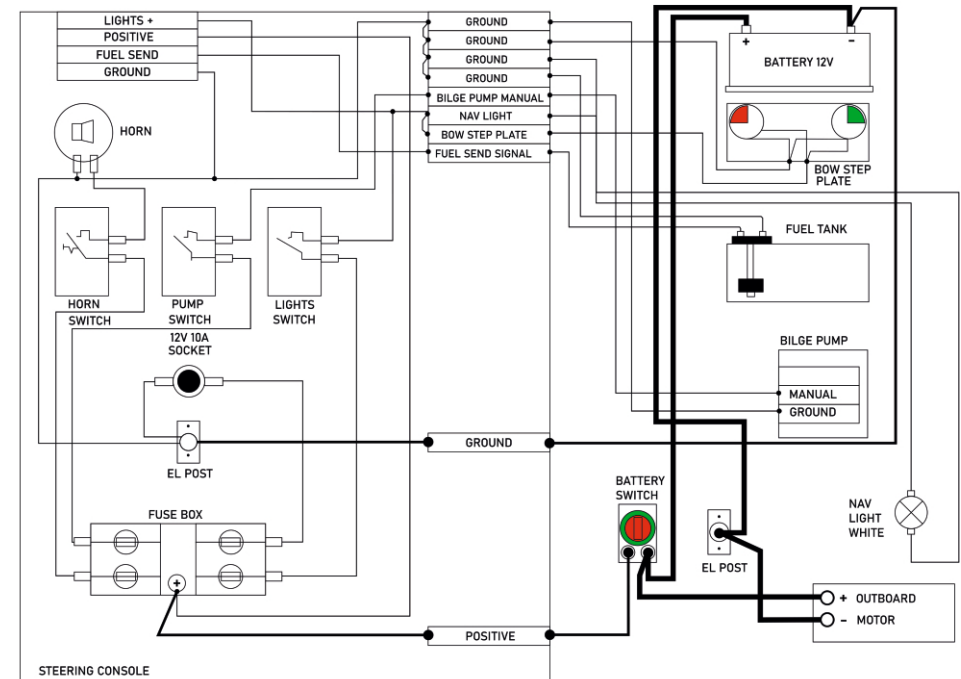 LIGHTS +
POSITIVE
FUEL SEND
GROUND
HORN
GROUND
GROUND
GROUND
GROUND
BILGE PUMP MANUAL
NAV LIGHT
BOW STEP PLATE
FUEL SEND SIGNAL
+ -
BATTERY 12V
BOW STEP
PLATE
FUEL TANK
HORN
SWITCH
PUMP
SWITCH
LIGHTS
SWITCH
12V 10A
SOCKET
BILGE PUMP
MANUAL
GROUND
EL POST
GROUND
BATTERY
SWITCH
NAV
LIGHT
WHITE
FUSE BOX
+
EL POST
+ OUTBOARD
- MOTOR
POSITIVE
STEERING CONSOLE